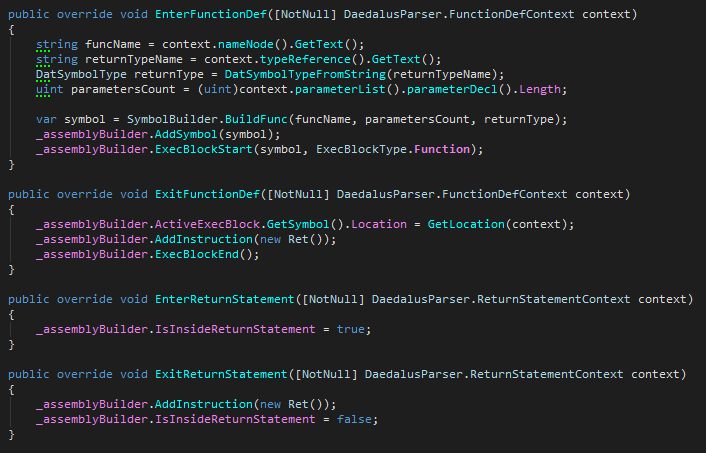 public override void EnterFunctionDef([NotNull] DaedalusParser.FunctionDefContext context)
{
    string funcName = context.nameNode().GetText();
    string returnTypeName = context.typeReference().GetText();
    DatSymbolType returnType = DatSymbolTypeFromString(returnTypeName);
    uint parametersCount = (uint)context.parameterList().parameterDecl().Length;

    var symbol = SymbolBuilder.BuildFunc(funcName, parametersCount, returnType);
    _assemblyBuilder.AddSymbol(symbol);
    _assemblyBuilder.ExecBlockStart(symbol, ExecBlockType.Function);
}

public override void ExitFunctionDef([NotNull] DaedalusParser.FunctionDefContext context)
{
    _assemblyBuilder.ActiveExecBlock.GetSymbol().Location = GetLocation(context);
    _assemblyBuilder.AddInstruction(new Ret());
    _assemblyBuilder.ExecBlockEnd();
}

public override void EnterReturnStatement([NotNull] DaedalusParser.ReturnStatementContext context)
{
    _assemblyBuilder.IsInsideReturnStatement = true;
}

public override void ExitReturnStatement([NotNull] DaedalusParser.ReturnStatementContext context)
{
    _assemblyBuilder.AddInstruction(new Ret());
    _assemblyBuilder.IsInsideReturnStatement = false;
}